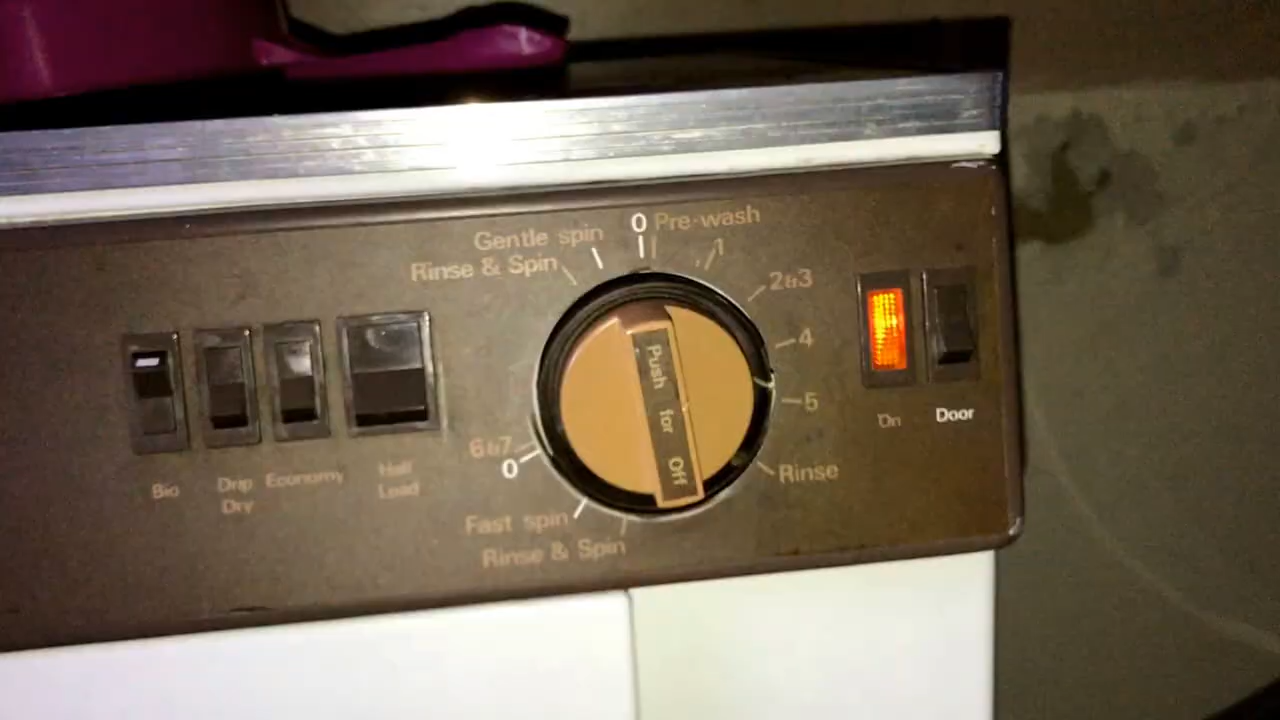 0 Pre-wash
Gentle spin
Rinse & Spin
1
2&3
4
5
Rinse
6&7
0
Fast spin
Rinse & Spin
Push for Off
On
Door
Bio
Drip
Dry
Economy
Half
Load